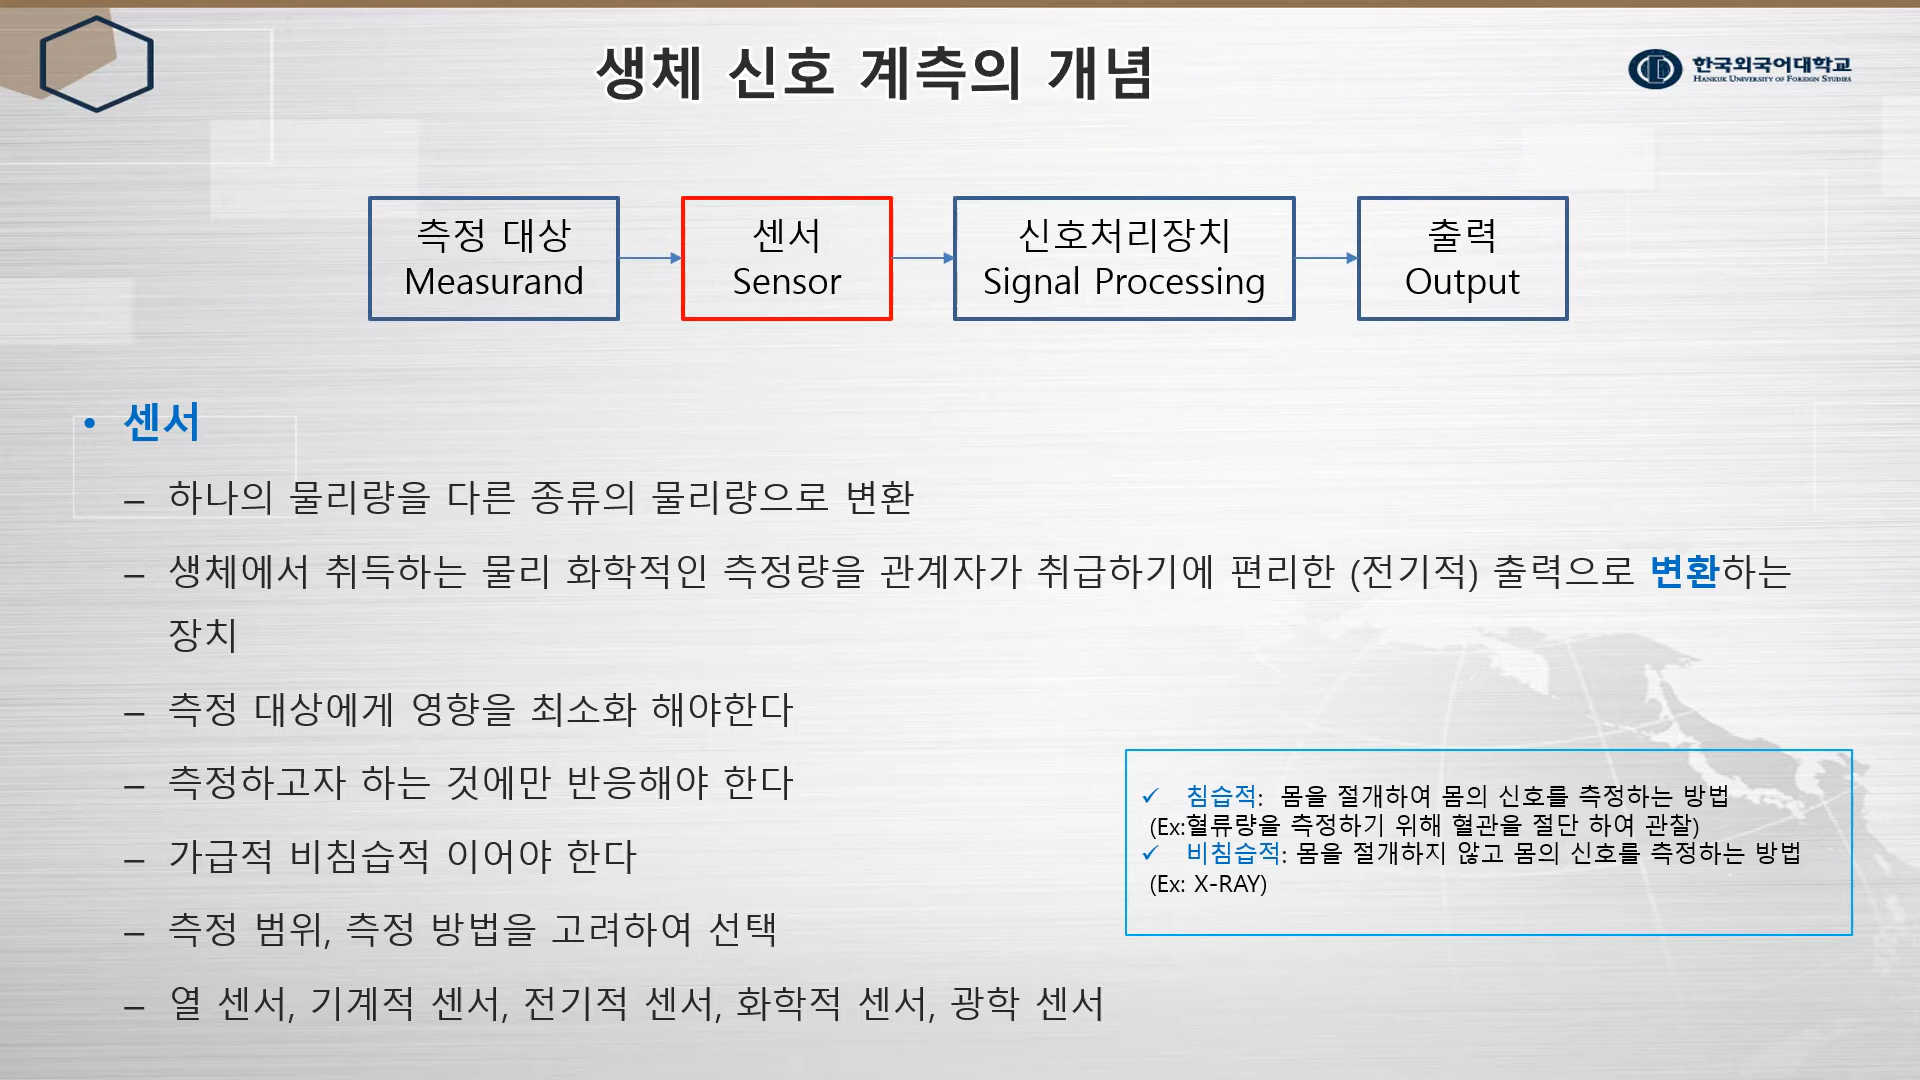 생체 신호 계측의 개념
한국외국어대학교
HANKUK UNIVERSITY OF FOREIGN STUDIES
측정 대상
Measurand
센서
Sensor
신호처리장치
Signal Processing
출력
Output
• 센서
– 하나의 물리량을 다른 종류의 물리량으로 변환
– 생체에서 취득하는 물리 화학적인 측정량을 관계자가 취급하기에 편리한 (전기적) 출력으로 변환하는
장치
– 측정 대상에게 영향을 최소화 해야한다
– 측정하고자 하는 것에만 반응해야 한다
– 가급적 비침습적 이어야 한다
– 측정 범위, 측정 방법을 고려하여 선택
– 열 센서, 기계적 센서, 전기적 센서, 화학적 센서, 광학 센서
✓ 침습적: 몸을 절개하여 몸의 신호를 측정하는 방법
(Ex:혈류량을 측정하기 위해 혈관을 절단 하여 관찰)
✓ 비침습적: 몸을 절개하지 않고 몸의 신호를 측정하는 방법
(Ex: X-RAY)